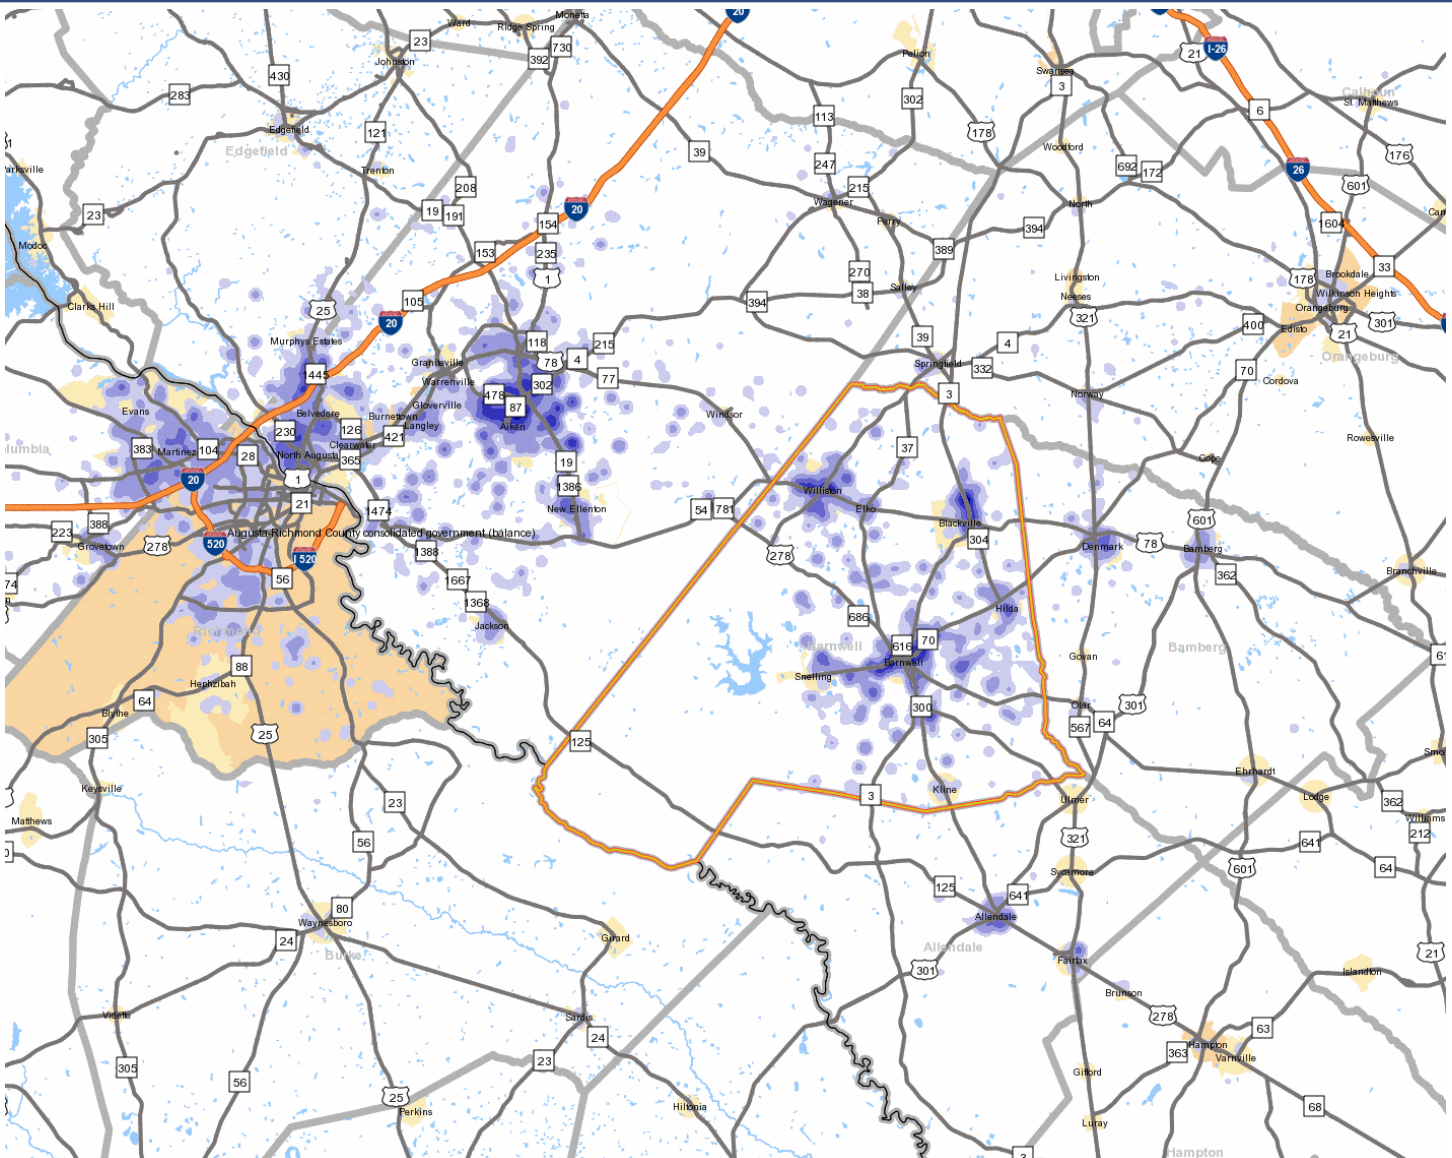 20
Ward
Ridge Spring
Monetta
23
730
I-26
21
392
Johnston
Pelion
Swansea
430
3
Calhoun
283
302
St. Matthews
6
113
121
178
Edgefield
Edgefield
Woodford
39
176
247
692
172
Trenton
26
601
208
215
Wagener
North
19
191
20
23
Perry
154
394
1604
Modoc
153
235
389
33
270
Livingston
Brookdale
178
1
38
Salley
Neeses
Wilkinson Heights
105
394
Clarks Hill
25
Orangeburg
321
301
20
400
Edisto
21
Murphys Estates
118
215
39
4
Orangeburg
Graniteville
78
4
Springfield
332
70
1445
Warrenville
302
77
Cordova
478
3
Norway
Evans
Belvedere
Gloverville
87
Burnettown
Windsor
Langley
Aiken
230
126
421
Rowesville
383
Martinez
104
28
Clearwater
37
North Augusta
365
19
Cope
20
1
1386
Williston
21
Elko
1474
New Ellenton
54
781
388
Blackville
601
223
Augusta-Richmond County consolidated government (balance)
304
278
520
I 520
1388
278
Denmark
78
Bamberg
Grovetown
56
1667
362
Branchville
74
1368
Hilda
686
Jackson
Richmond
616
70
Barnwell
Bamberg
88
Barnwell
Govan
Snelling
Hephzibah
64
300
Olar
301
Blythe
567
64
305
25
125
Ehrhardt
Keysville
Kline
3
Ulmer
Lodge
362
23
Matthews
212
56
321
641
601
64
Sycamore
125
641
80
Waynesboro
Allendale
24
Girard
Allendale
Burke
21
Fairfax
301
Islandton
Brunson
Vidette
Sardis
278
63
24
Hampton
363
Varnville
23
305
Gifford
56
25
Perkins
Hiltonia
68
Luray
Hampton
3